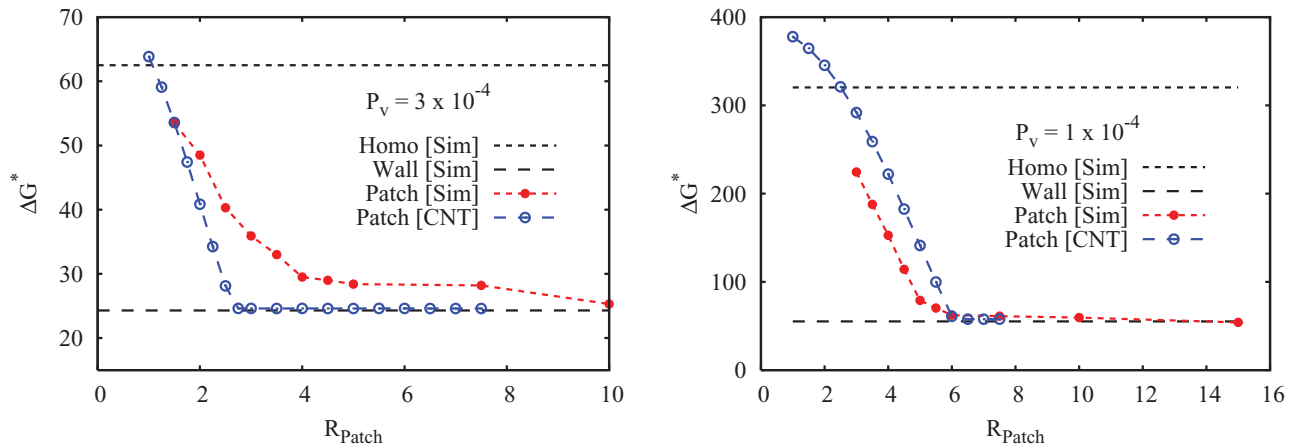 70
60
50
40
30
20
ΔG*
P_v = 3 x 10^-4
Homo [Sim]
Wall [Sim]
Patch [Sim]
Patch [CNT]
0 2 4 6 8 10
R_Patch
400
300
200
100
0
ΔG*
P_v = 1 x 10^-4
Homo [Sim]
Wall [Sim]
Patch [Sim]
Patch [CNT]
0 2 4 6 8 10 12 14 16
R_Patch